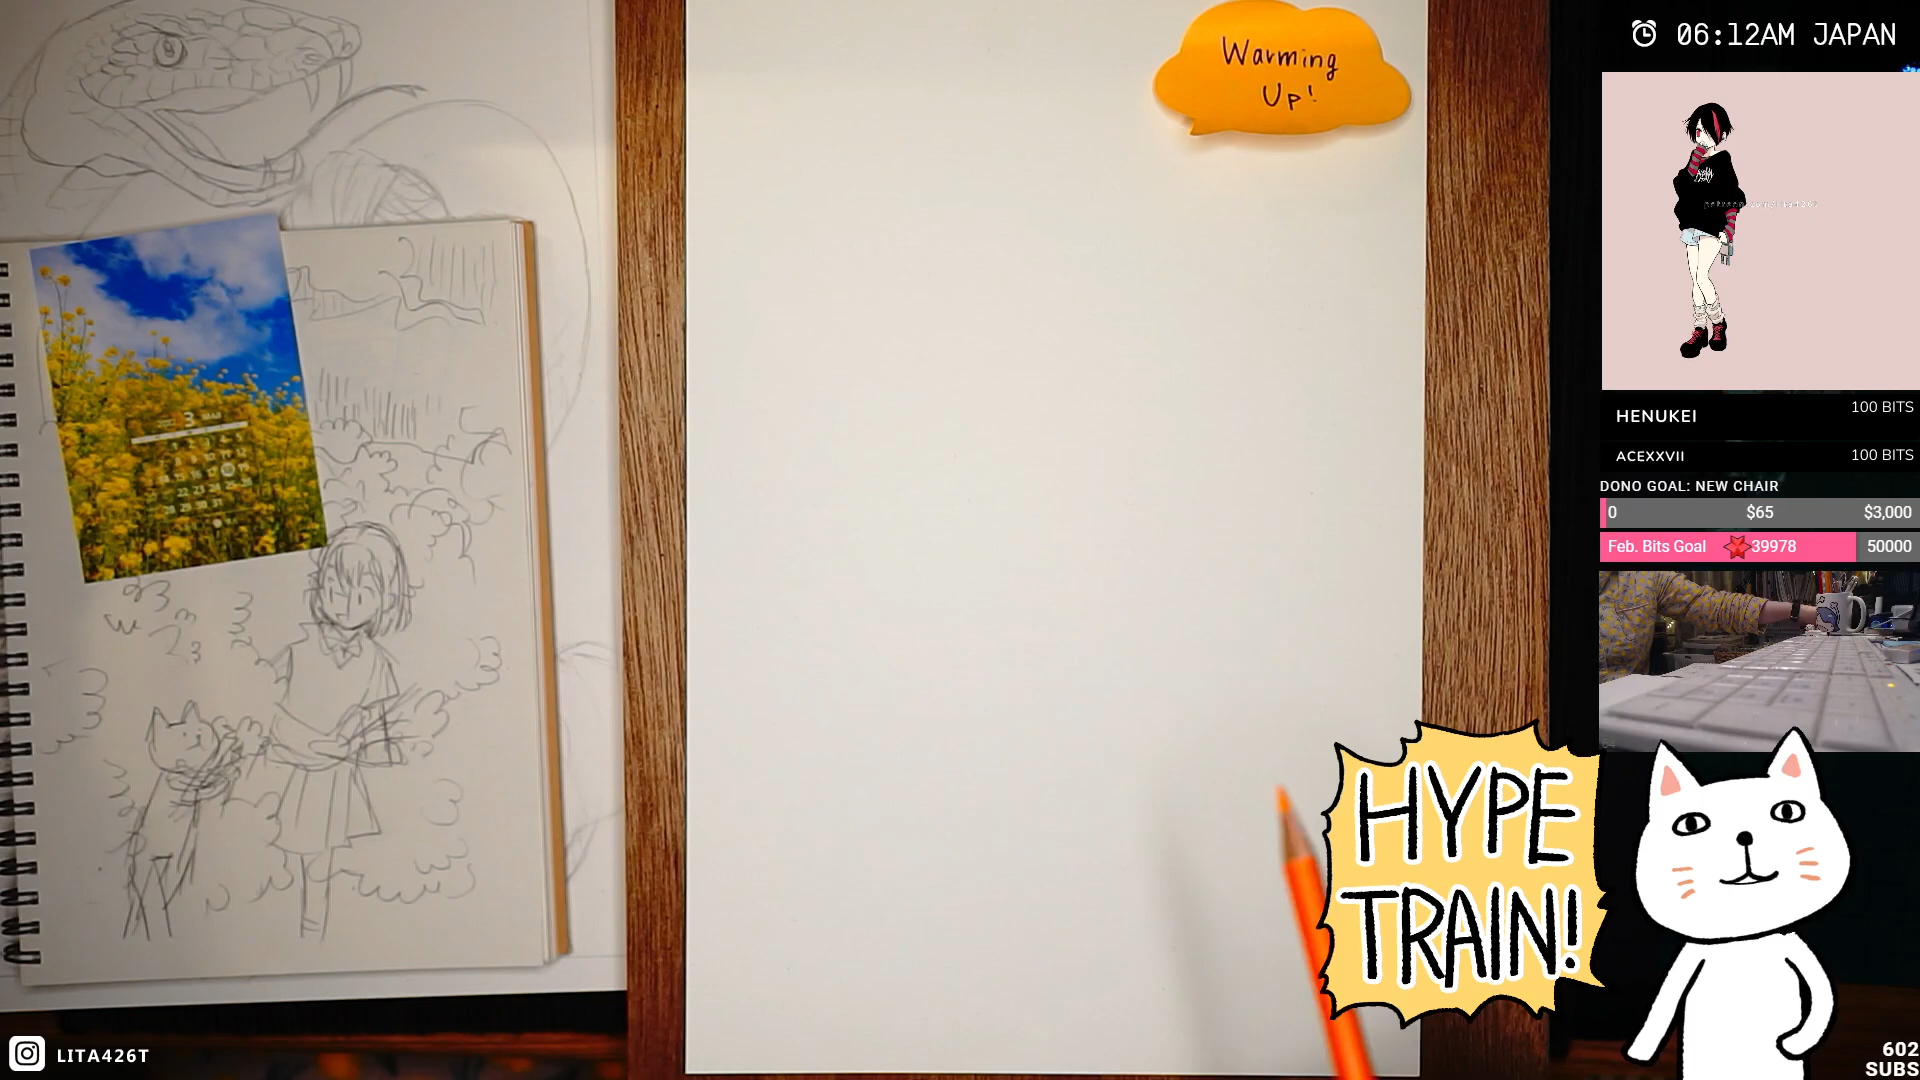 Warming
Up!
06:12AM JAPAN
HENUKEI 100 BITS
ACEXXVII 100 BITS
DONO GOAL: NEW CHAIR
0 $65 $3,000
Feb. Bits Goal 39978 50000
HYPE
TRAIN!
LITA426T
602
SUBS